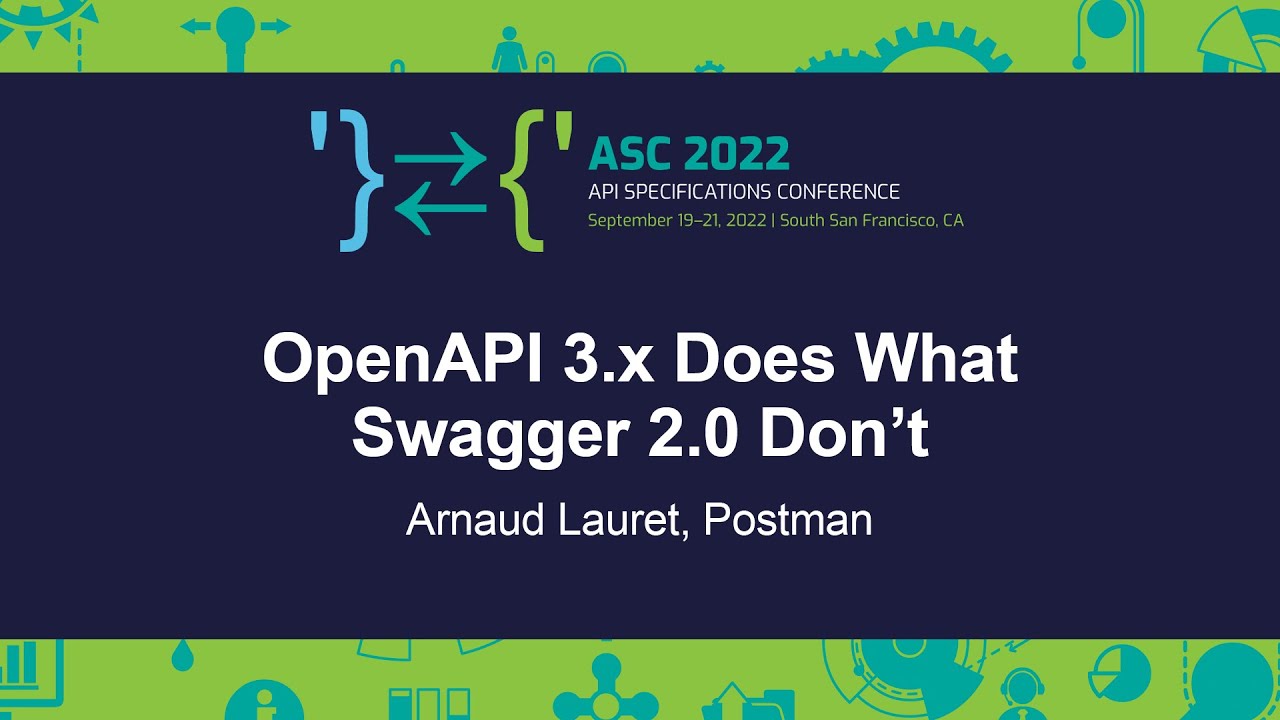 '}⇄{'
ASC 2022
API SPECIFICATIONS CONFERENCE
September 19–21, 2022 | South San Francisco, CA
OpenAPI 3.x Does What
Swagger 2.0 Don’t
Arnaud Lauret, Postman